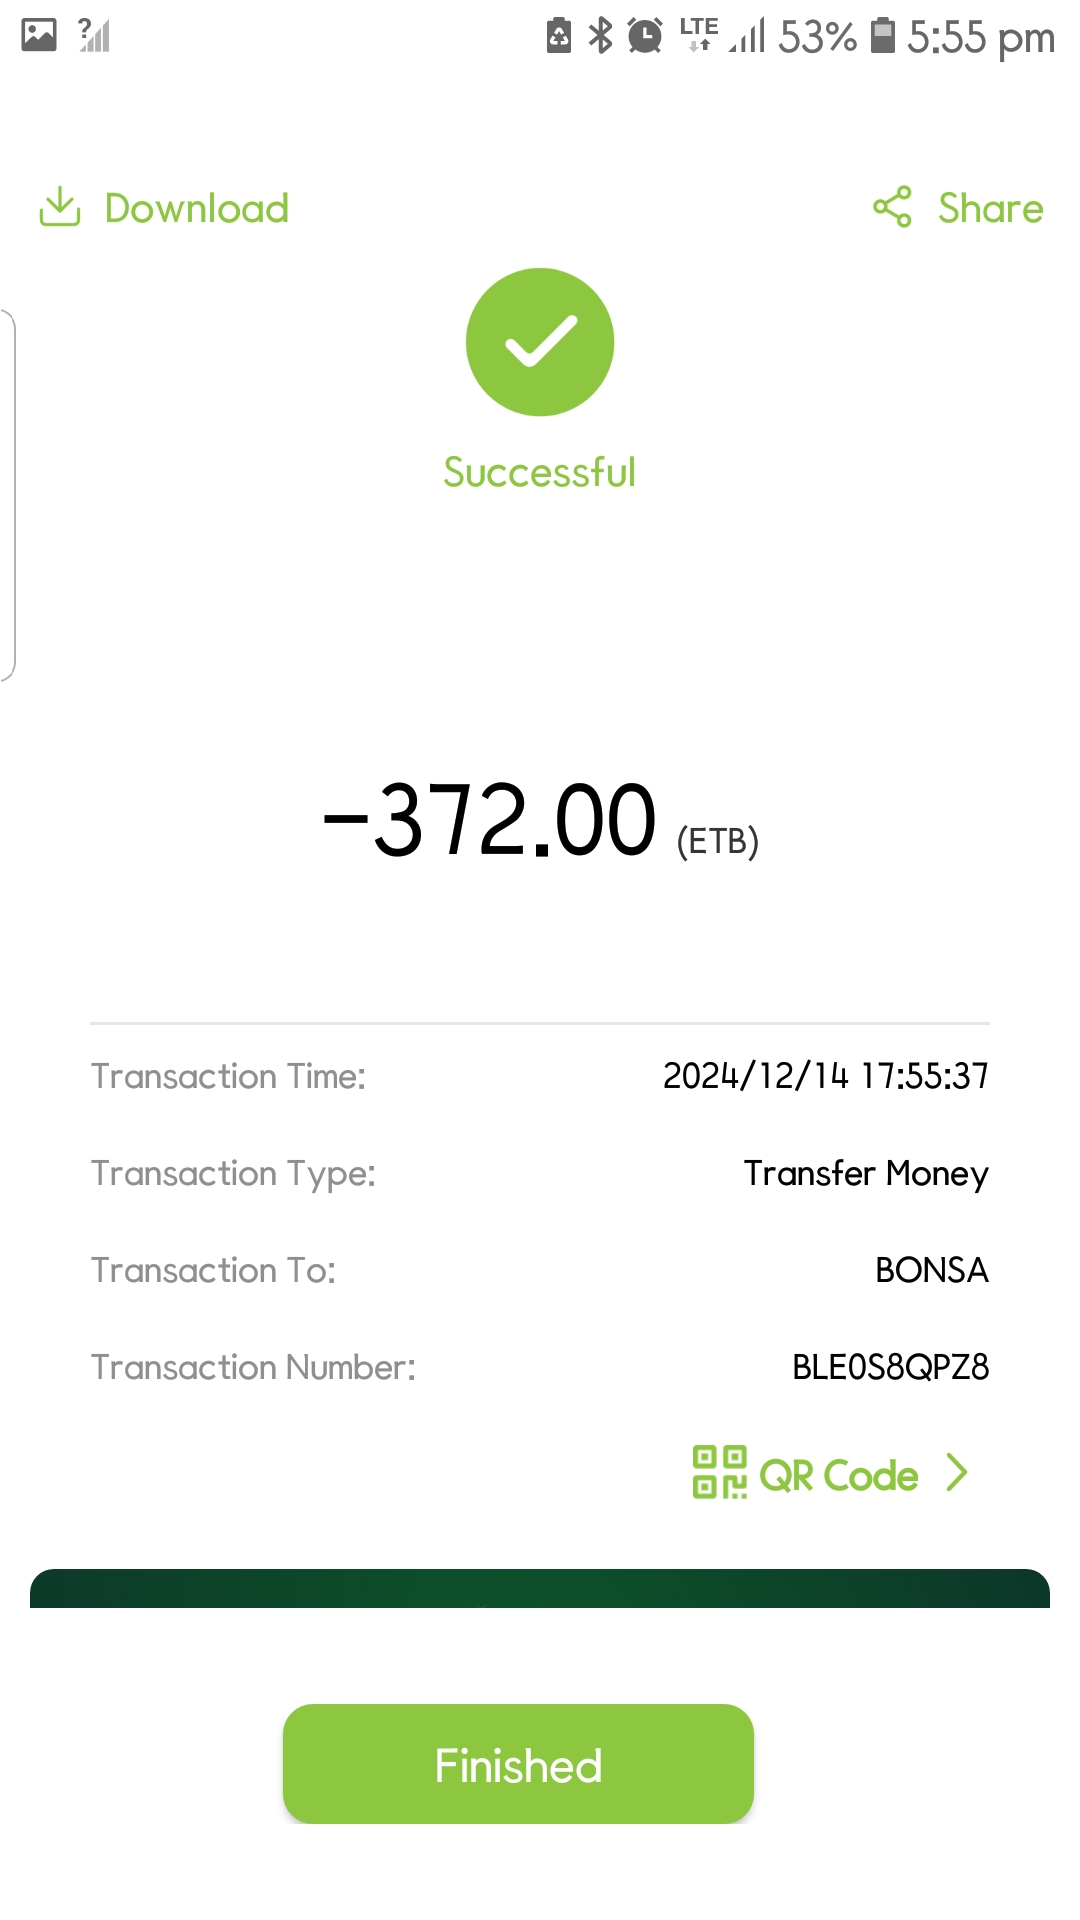 ? LTE 53% 5:55 pm
Download Share
Successful
-372.00 (ETB)
Transaction Time: 2024/12/14 17:55:37
Transaction Type: Transfer Money
Transaction To: BONSA
Transaction Number: BLE0S8QPZ8
QR Code
Finished